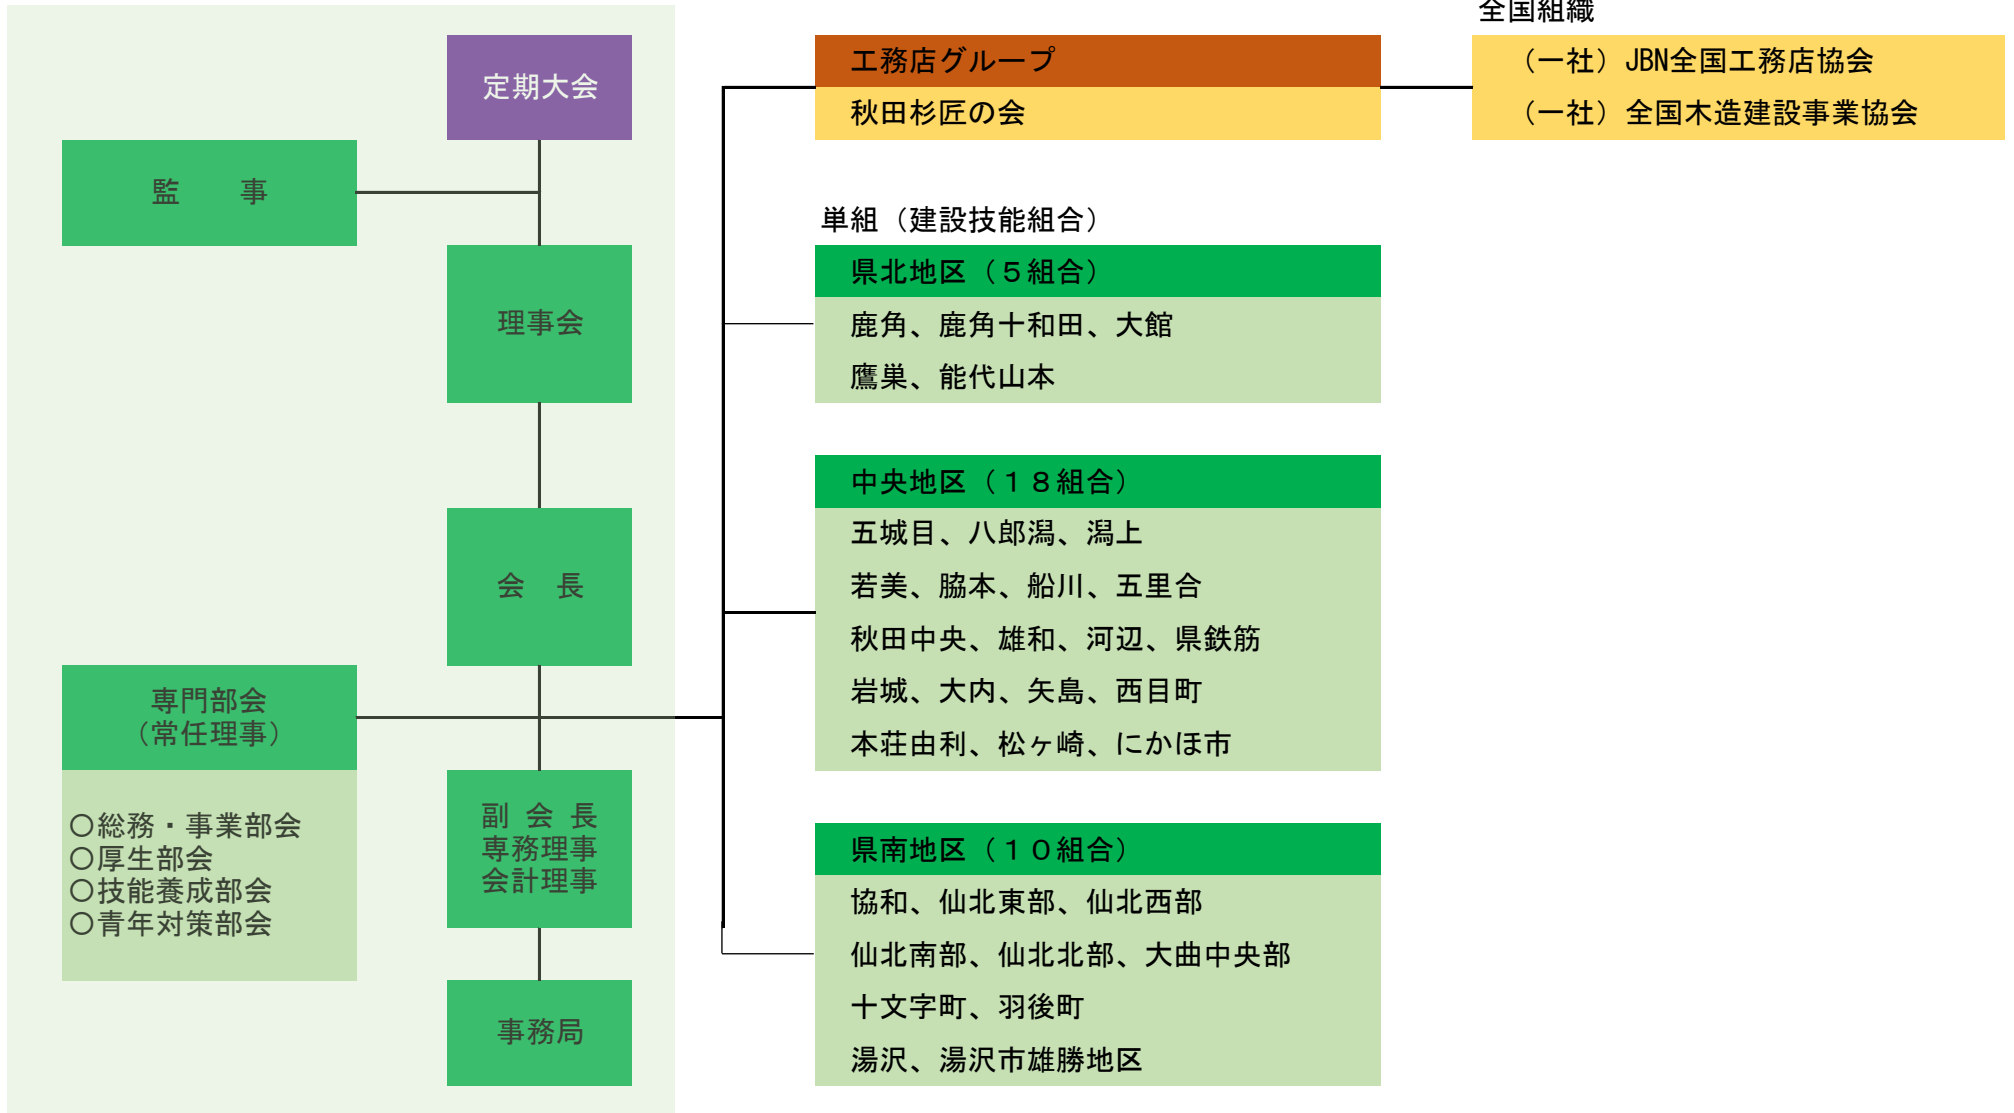 定期大会
監　　事
理事会
会　長
専門部会
（常任理事）
○総務・事業部会
○厚生部会
○技能養成部会
○青年対策部会
副 会 長
専務理事
会計理事
事務局
工務店グループ
秋田杉匠の会
全国組織
（一社）JBN全国工務店協会
（一社）全国木造建設事業協会
単組（建設技能組合）
県北地区（５組合）
鹿角、鹿角十和田、大館
鷹巣、能代山本
中央地区（１８組合）
五城目、八郎潟、潟上
若美、脇本、船川、五里合
秋田中央、雄和、河辺、県鉄筋
岩城、大内、矢島、西目町
本荘由利、松ヶ崎、にかほ市
県南地区（１０組合）
協和、仙北東部、仙北西部
仙北南部、仙北北部、大曲中央部
十文字町、羽後町
湯沢、湯沢市雄勝地区